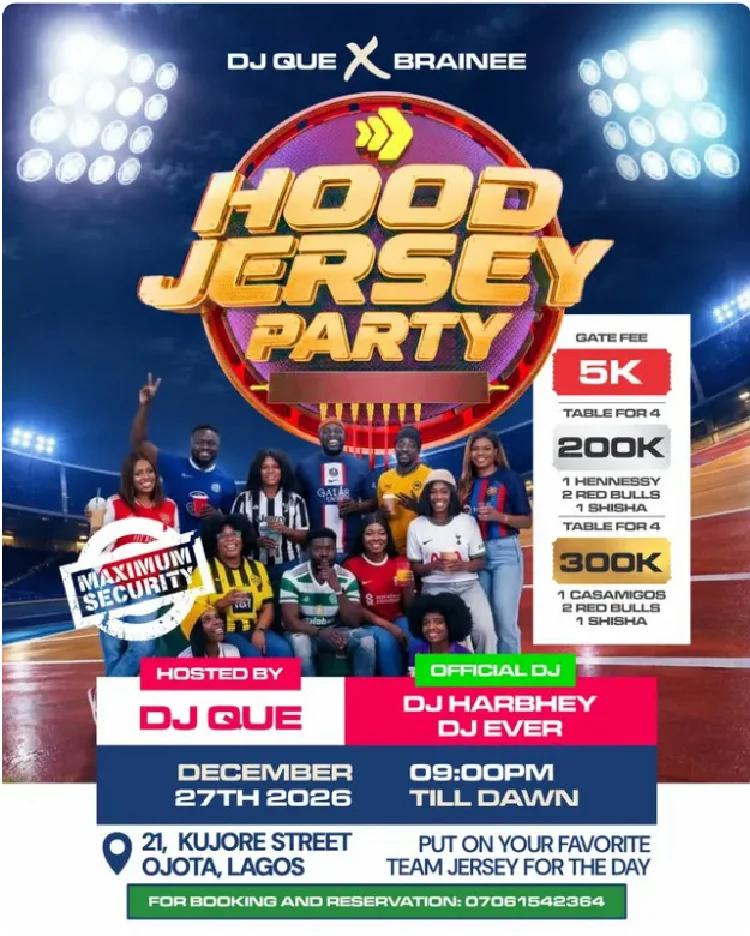 DJ QUE X BRAINEE
HOOD
JERSEY
PARTY
GATE FEE
5K
TABLE FOR 4
200K
1 HENNESSY
2 RED BULLS
1 SHISHA
TABLE FOR 4
300K
1 CASAMIGOS
2 RED BULLS
1 SHISHA
MAXIMUM
SECURITY
HOSTED BY
DJ QUE
OFFICIAL DJ
DJ HARBHEY
DJ EVER
DECEMBER
27TH 2026
09:00PM
TILL DAWN
21, KUJORE STREET
OJOTA, LAGOS
PUT ON YOUR FAVORITE
TEAM JERSEY FOR THE DAY
FOR BOOKING AND RESERVATION: 07061542364